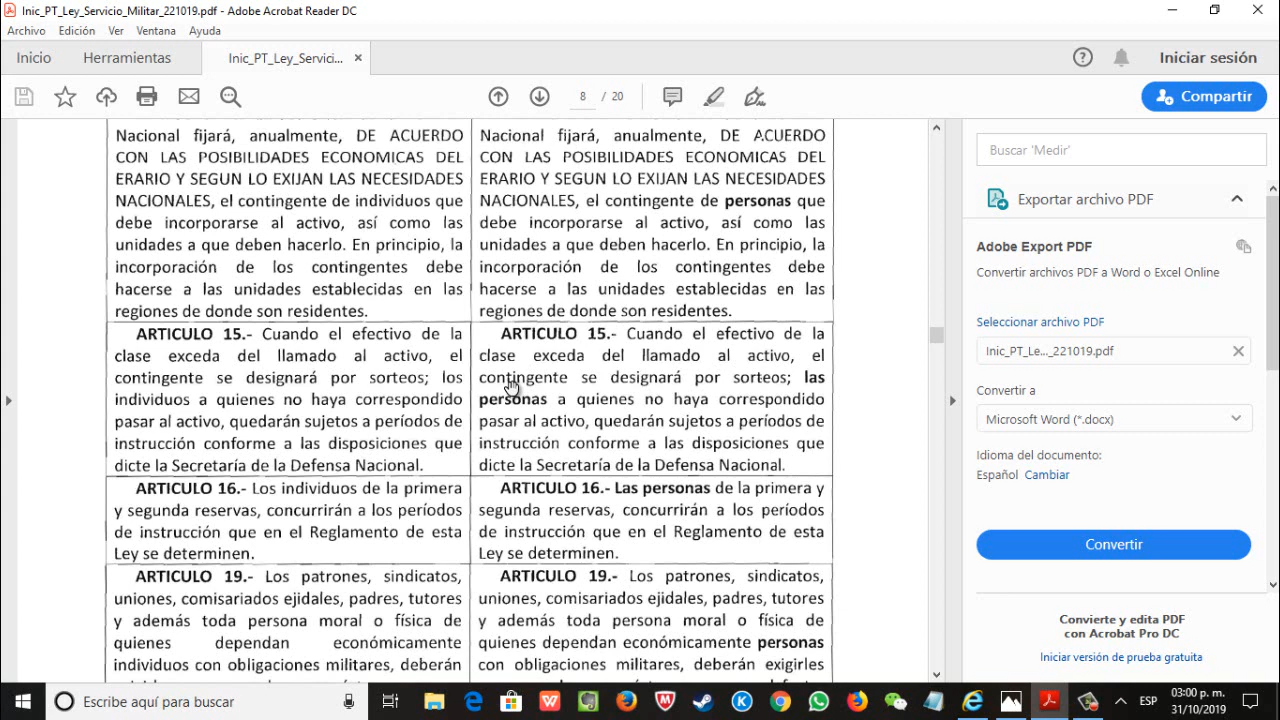 Inic_PT_Ley_Servicio_Militar_221019.pdf - Adobe Acrobat Reader DC
Archivo Edición Ver Ventana Ayuda
Inicio Herramientas Inic_PT_Ley_Servici... × Iniciar sesión
8 / 20 Compartir
Nacional fijará, anualmente, DE ACUERDO
CON LAS POSIBILIDADES ECONOMICAS DEL
ERARIO Y SEGUN LO EXIJAN LAS NECESIDADES
NACIONALES, el contingente de individuos que
debe incorporarse al activo, así como las
unidades a que deben hacerlo. En principio, la
incorporación de los contingentes debe
hacerse a las unidades establecidas en las
regiones de donde son residentes.
ARTICULO 15.- Cuando el efectivo de la
clase exceda del llamado al activo, el
contingente se designará por sorteos; los
individuos a quienes no haya correspondido
pasar al activo, quedarán sujetos a períodos de
instrucción conforme a las disposiciones que
dicte la Secretaría de la Defensa Nacional.
ARTICULO 16.- Los individuos de la primera
y segunda reservas, concurrirán a los períodos
de instrucción que en el Reglamento de esta
Ley se determinen.
ARTICULO 19.- Los patrones, sindicatos,
uniones, comisariados ejidales, padres, tutores
y además toda persona moral o física de
quienes dependan económicamente
individuos con obligaciones militares, deberán
Nacional fijará, anualmente, DE ACUERDO
CON LAS POSIBILIDADES ECONOMICAS DEL
ERARIO Y SEGUN LO EXIJAN LAS NECESIDADES
NACIONALES, el contingente de personas que
debe incorporarse al activo, así como las
unidades a que deben hacerlo. En principio, la
incorporación de los contingentes debe
hacerse a las unidades establecidas en las
regiones de donde son residentes.
ARTICULO 15.- Cuando el efectivo de la
clase exceda del llamado al activo, el
contingente se designará por sorteos; las
personas a quienes no haya correspondido
pasar al activo, quedarán sujetos a períodos de
instrucción conforme a las disposiciones que
dicte la Secretaría de la Defensa Nacional.
ARTICULO 16.- Las personas de la primera y
segunda reservas, concurrirán a los períodos
de instrucción que en el Reglamento de esta
Ley se determinen.
ARTICULO 19.- Los patrones, sindicatos,
uniones, comisariados ejidales, padres, tutores
y además toda persona moral o física de
quienes dependan económicamente personas
con obligaciones militares, deberán exigirles
Buscar 'Medir'
Exportar archivo PDF
Adobe Export PDF
Convertir archivos PDF a Word o Excel Online
Seleccionar archivo PDF
Inic_PT_Le..._221019.pdf
Convertir a
Microsoft Word (*.docx)
Idioma del documento:
Español Cambiar
Convertir
Convierte y edita PDF
con Acrobat Pro DC
Iniciar versión de prueba gratuita
Escribe aquí para buscar
ESP
03:00 p. m.
31/10/2019